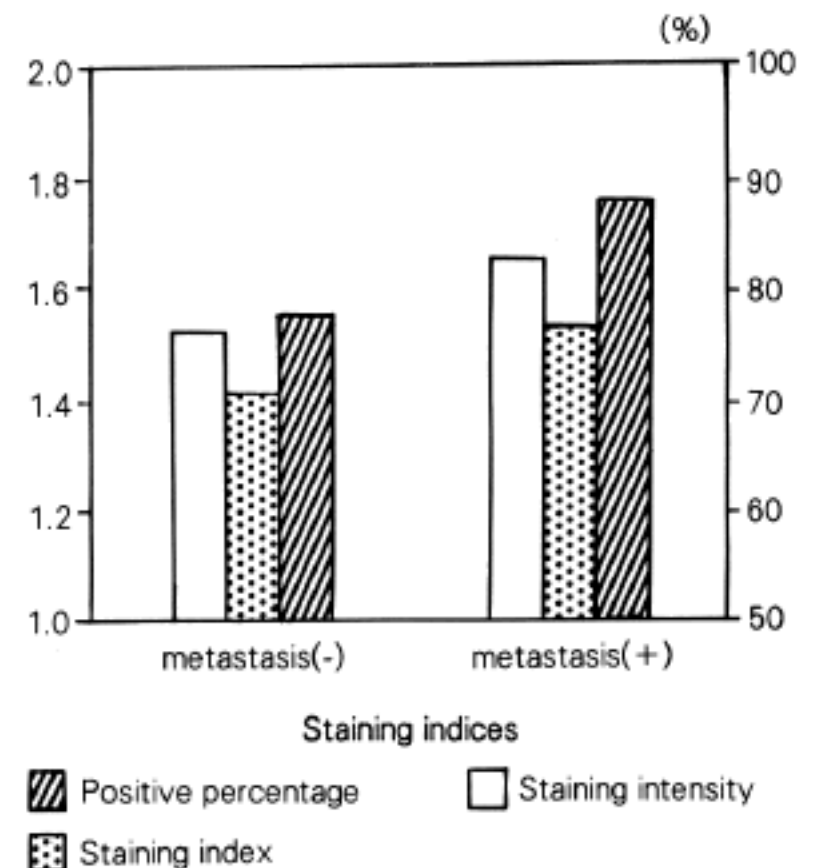 (%)
2.0 100
1.8 90
1.6 80
1.4 70
1.2 60
1.0 50
metastasis(-) metastasis(+)
Staining indices
Positive percentage Staining intensity
Staining index